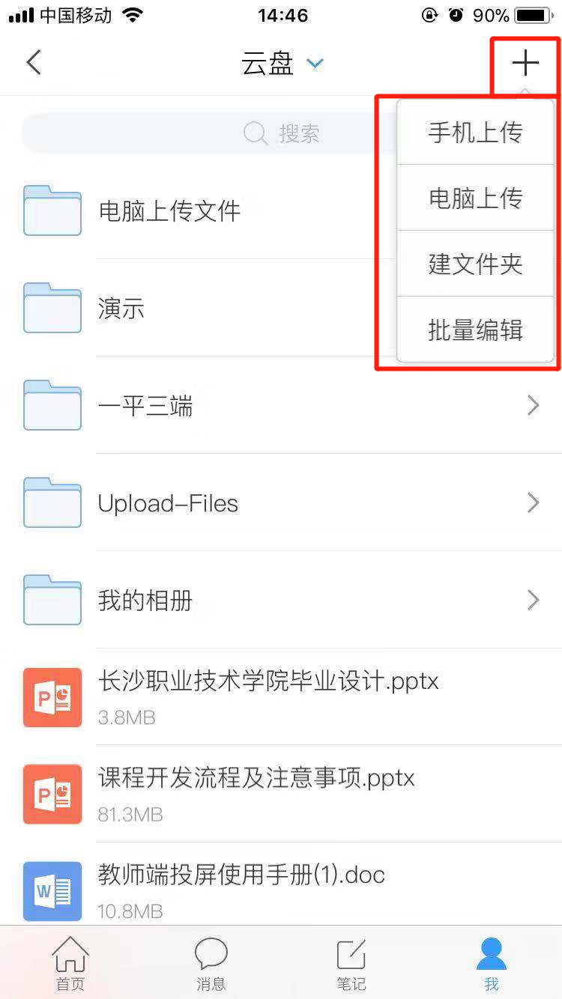 中国移动 14:46 90%
云盘
搜索
手机上传
电脑上传
建文件夹
批量编辑
电脑上传文件
演示
一平三端
Upload-Files
我的相册
长沙职业技术学院毕业设计.pptx
3.8MB
课程开发流程及注意事项.pptx
81.3MB
教师端投屏使用手册(1).doc
10.8MB
首页 消息 笔记 我